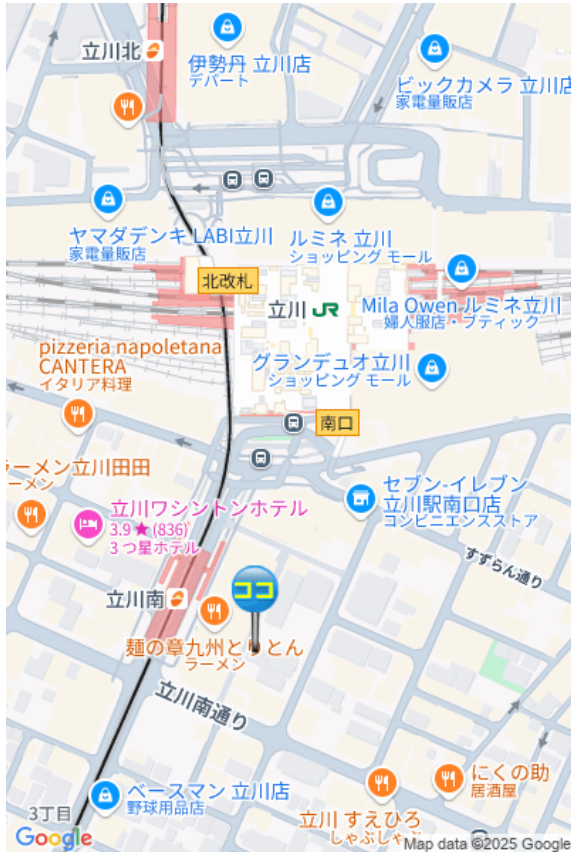 立川北
伊勢丹 立川店
デパート
ビックカメラ 立川店
家電量販店
ヤマダデンキ LABI立川
家電量販店
ルミネ 立川
ショッピング モール
北改札
立川 JR
Mila Owen ルミネ立川
婦人服店・ブティック
pizzeria napoletana
CANTERA
イタリア料理
グランデュオ立川
ショッピング モール
南口
ラーメン立川田田
ラーメン
セブン-イレブン
立川駅南口店
コンビニエンスストア
立川ワシントンホテル
3.9★(836)
3 つ星ホテル
すずらん通り
ココ
立川南
麺の章九州とりとん
ラーメン
立川南通り
ベースマン 立川店
野球用品店
にくの助
居酒屋
3丁目
立川 すえひろ
しゃぶしゃぶ
Google
Map data ©2025 Google